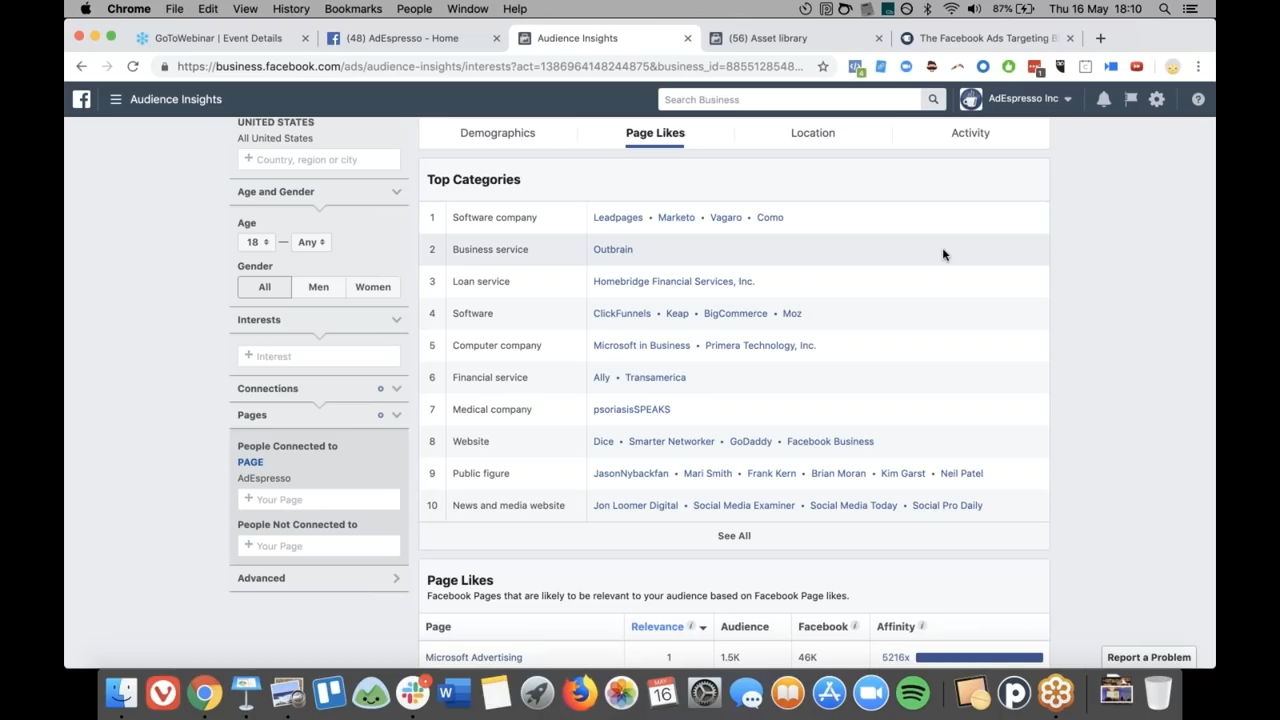 Chrome File Edit View History Bookmarks People Window Help 87% Thu 16 May 18:10
GoToWebinar | Event Details × (48) AdEspresso - Home × Audience Insights × (56) Asset library × The Facebook Ads Targeting B × +
https://business.facebook.com/ads/audience-insights/interests?act=1386964148244875&business_id=8855128548...
Audience Insights Search Business AdEspresso Inc
UNITED STATES
All United States
+ Country, region or city
Age and Gender
Age
18 — Any
Gender
All Men Women
Interests
+ Interest
Connections
Pages
People Connected to
PAGE
AdEspresso
+ Your Page
People Not Connected to
+ Your Page
Advanced
Demographics Page Likes Location Activity
Top Categories
1 Software company Leadpages • Marketo • Vagaro • Como
2 Business service Outbrain
3 Loan service Homebridge Financial Services, Inc.
4 Software ClickFunnels • Keap • BigCommerce • Moz
5 Computer company Microsoft in Business • Primera Technology, Inc.
6 Financial service Ally • Transamerica
7 Medical company psoriasisSPEAKS
8 Website Dice • Smarter Networker • GoDaddy • Facebook Business
9 Public figure JasonNybackfan • Mari Smith • Frank Kern • Brian Moran • Kim Garst • Neil Patel
10 News and media website Jon Loomer Digital • Social Media Examiner • Social Media Today • Social Pro Daily
See All
Page Likes
Facebook Pages that are likely to be relevant to your audience based on Facebook Page likes.
Page Relevance Audience Facebook Affinity
Microsoft Advertising 1 1.5K 46K 5216x
Report a Problem
MAY
16